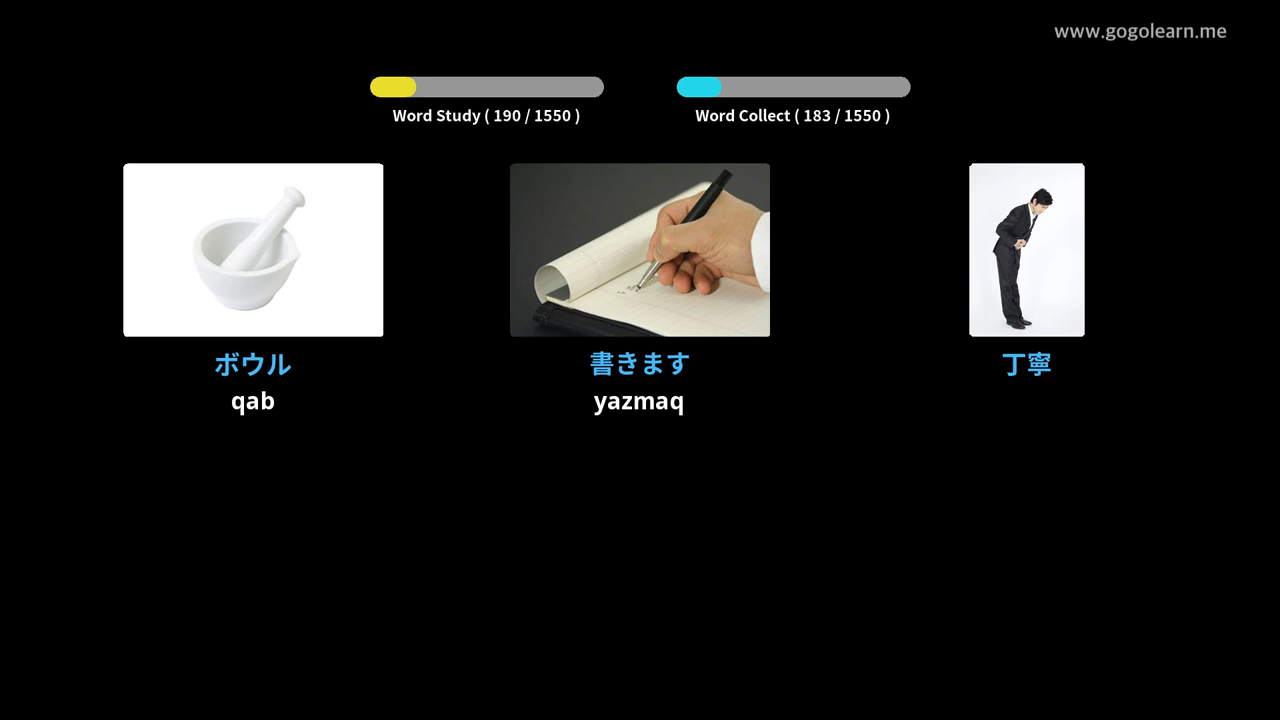 www.gogolearn.me
Word Study ( 190 / 1550 )
Word Collect ( 183 / 1550 )
ボウル
qab
書きます
yazmaq
丁寧